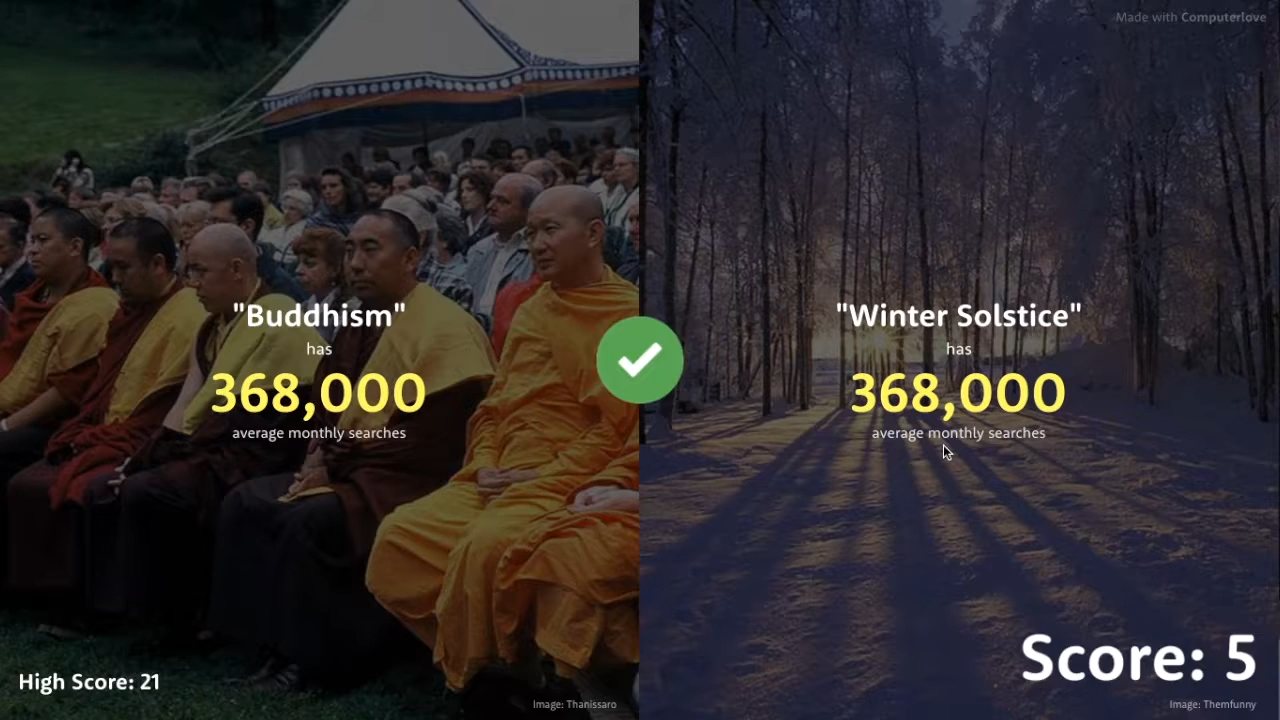 Made with Computerlove
"Buddhism"
has
368,000
average monthly searches
"Winter Solstice"
has
368,000
average monthly searches
Score: 5
High Score: 21
Image: Thanissaro
Image: Themfunny